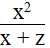 x²
x + z